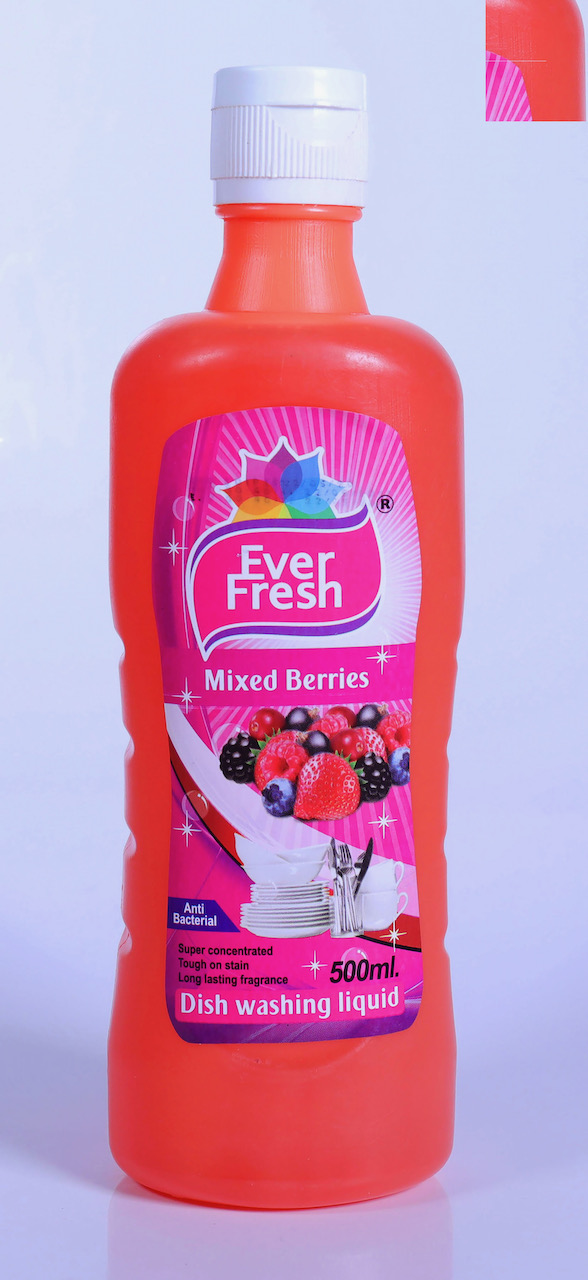 ®
Ever
Fresh
Mixed Berries
Anti
Bacterial
Super concentrated
Tough on stain
Long lasting fragrance
500ml.
Dish washing liquid